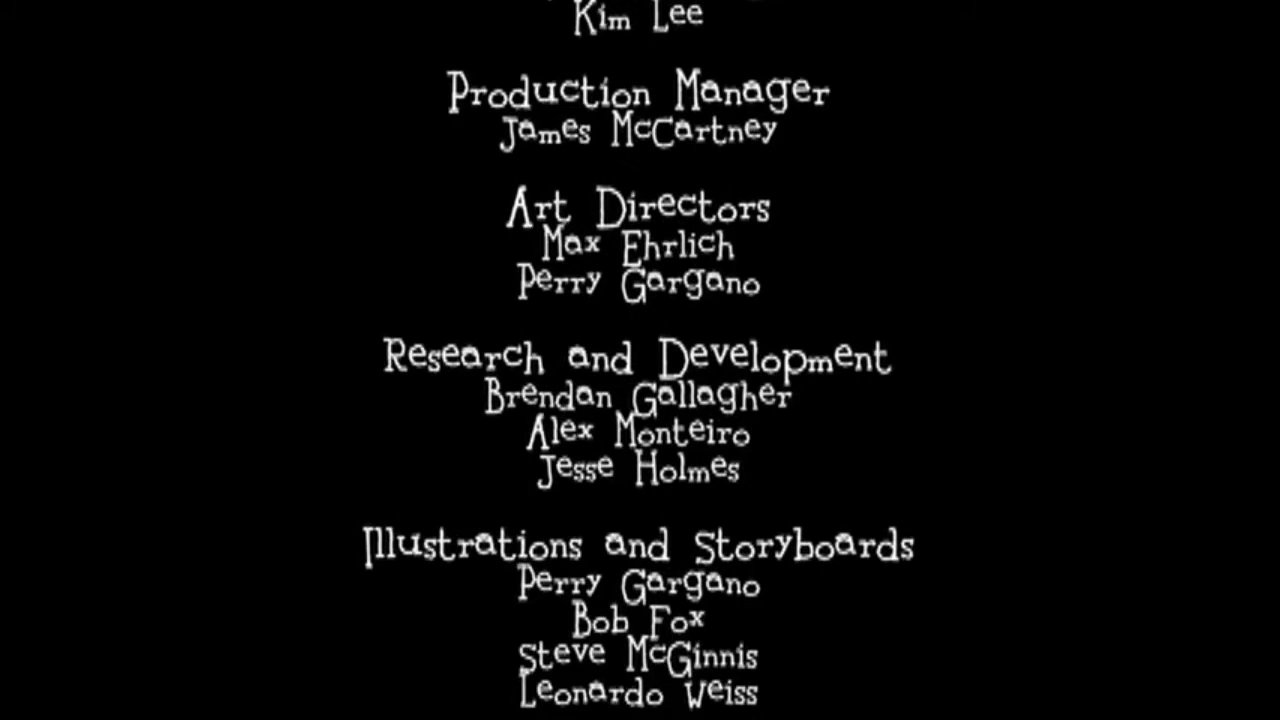 Kim Lee
Production Manager
James McCartney
Art Directors
Max Ehrlich
Perry Gargano
Research and Development
Brendan Gallagher
Alex Monteiro
Jesse Holmes
Illustrations and Storyboards
Perry Gargano
Bob Fox
Steve McGinnis
Leonardo Weiss